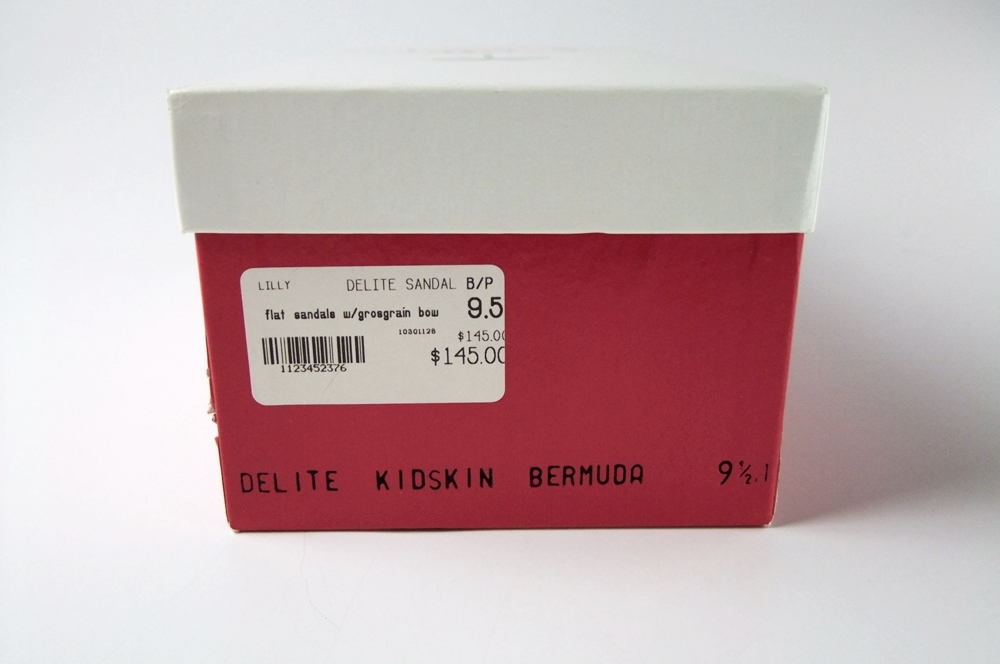 LILLY DELITE SANDAL B/P
flat sandals w/grosgrain bow 9.5
10301128 $145.00
$145.00
1123452376
DELITE KIDSKIN BERMUDA 9½.1